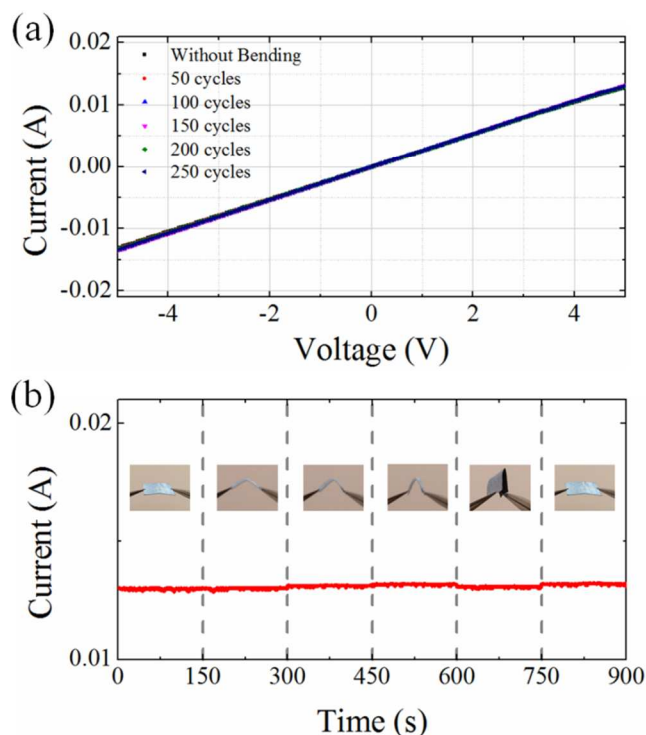 (a)
0.02
0.01
0.00
-0.01
-0.02
Current (A)
Without Bending
50 cycles
100 cycles
150 cycles
200 cycles
250 cycles
-4 -2 0 2 4
Voltage (V)
(b)
0.02
0.01
Current (A)
0 150 300 450 600 750 900
Time (s)